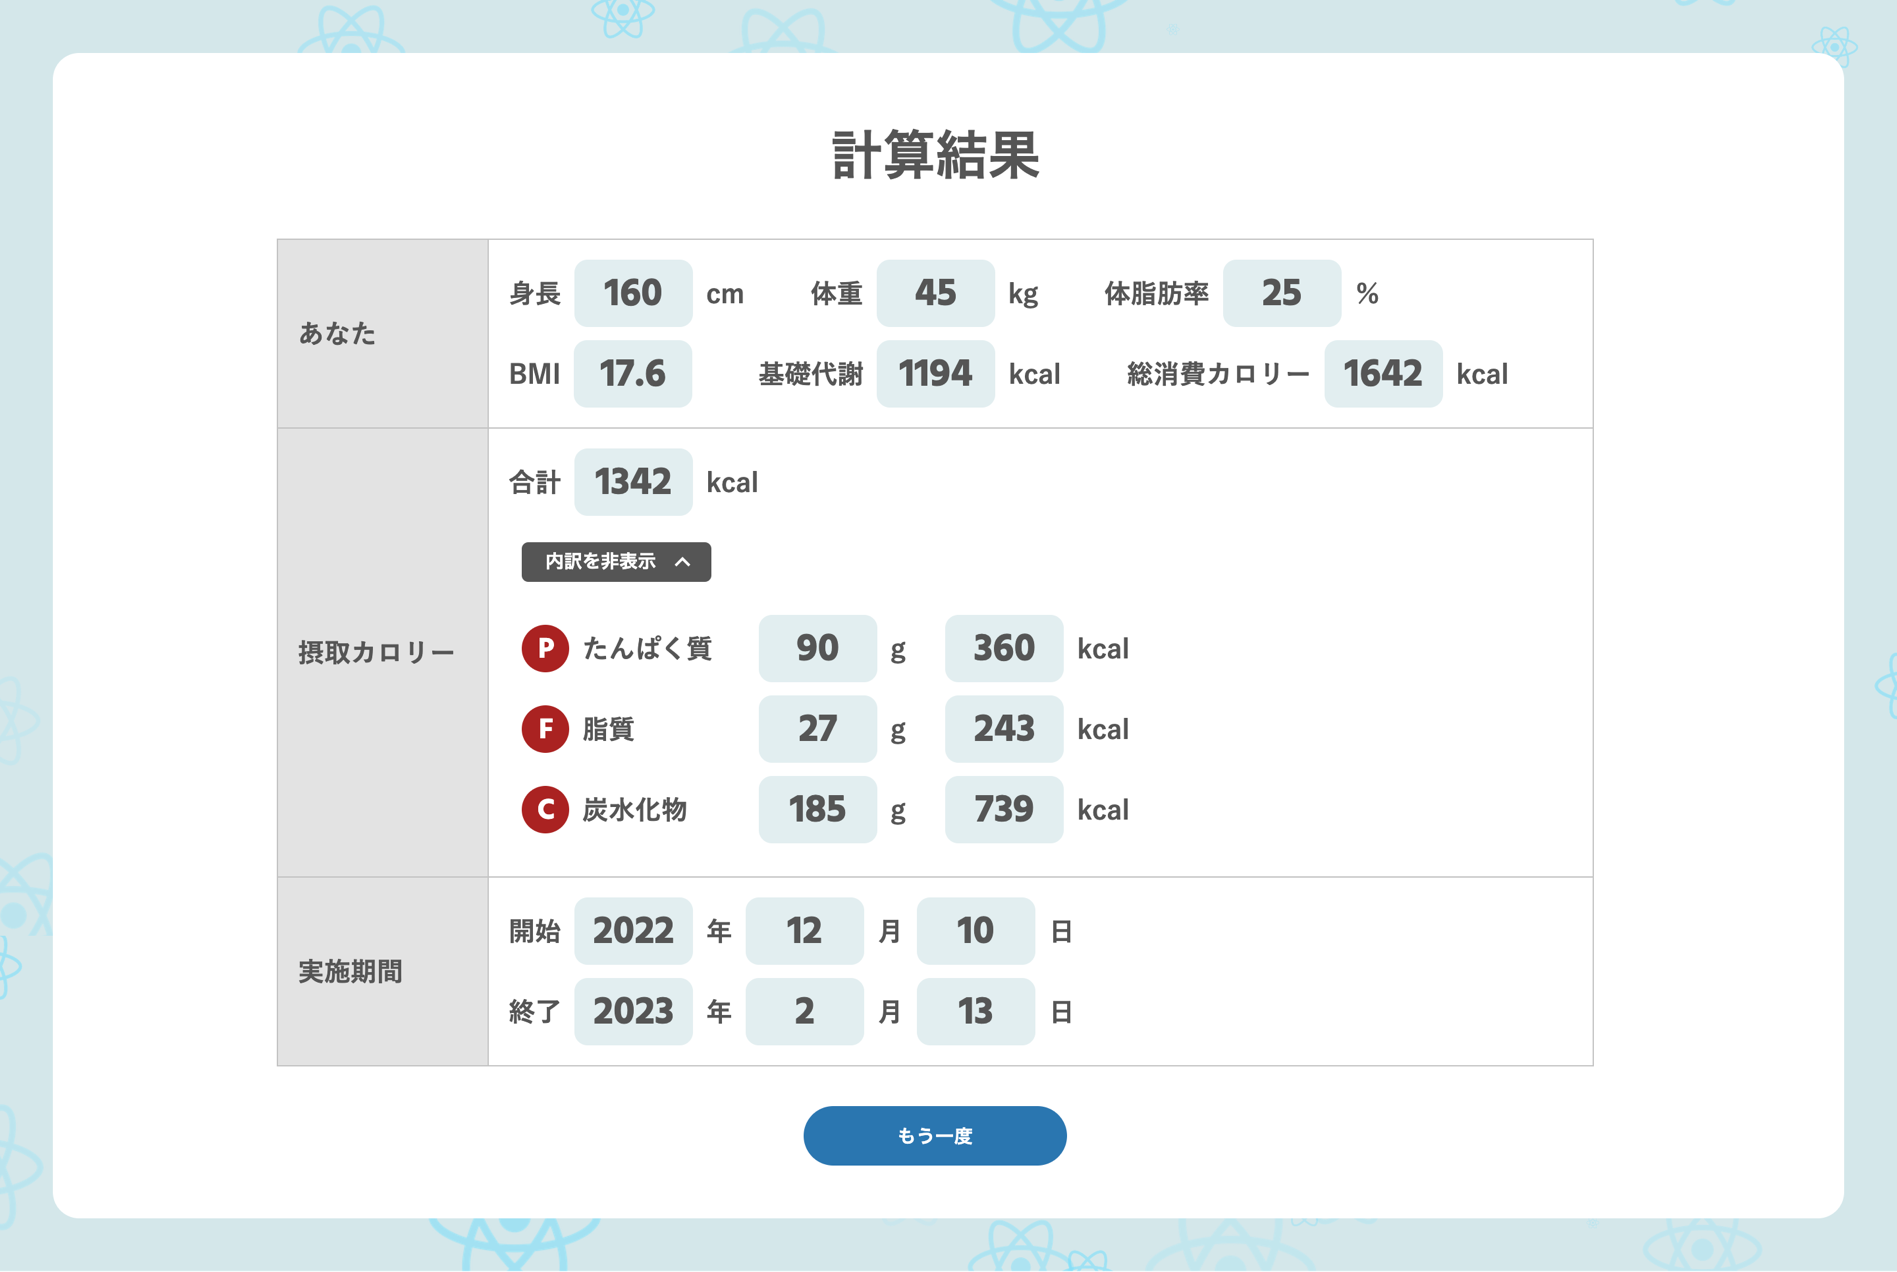 計算結果
あなた
身長 160 cm 体重 45 kg 体脂肪率 25 %
BMI 17.6 基礎代謝 1194 kcal 総消費カロリー 1642 kcal
摂取カロリー
合計 1342 kcal
内訳を非表示
P たんぱく質 90 g 360 kcal
F 脂質 27 g 243 kcal
C 炭水化物 185 g 739 kcal
実施期間
開始 2022 年 12 月 10 日
終了 2023 年 2 月 13 日
もう一度